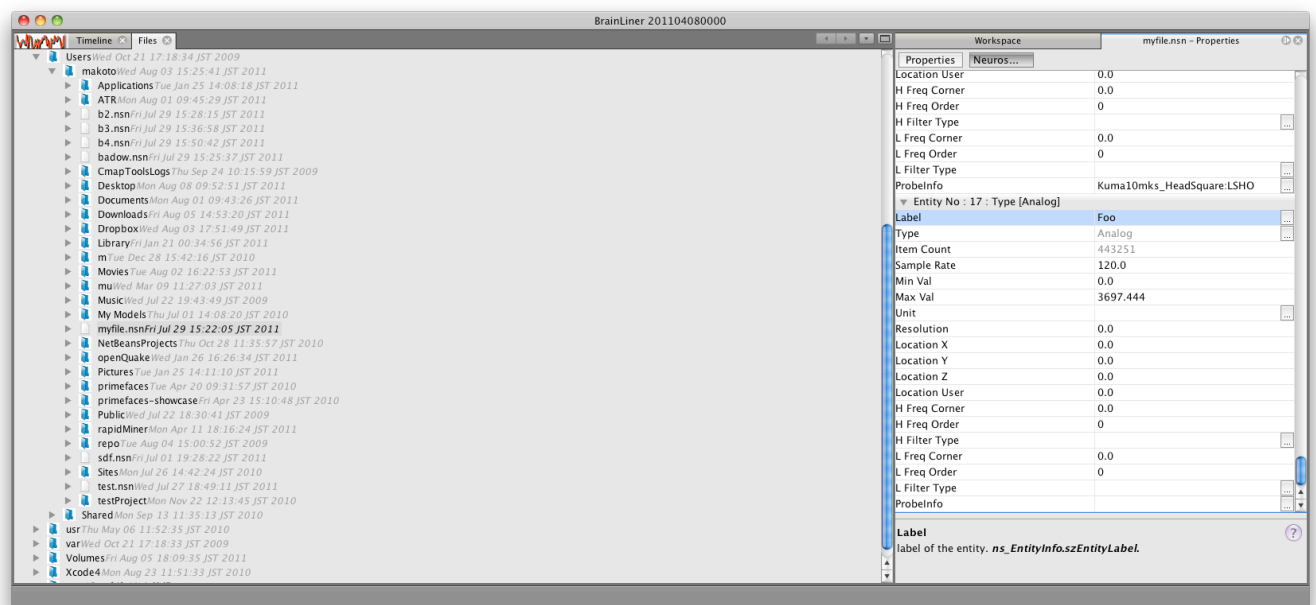 BrainLiner 201104080000
Timeline Files
Users Wed Oct 21 17:18:34 JST 2009
makoto Wed Aug 03 15:25:41 JST 2011
Applications Tue Jan 25 14:08:18 JST 2011
ATR Mon Aug 01 09:45:29 JST 2011
b2.nsn Fri Jul 29 15:28:15 JST 2011
b3.nsn Fri Jul 29 15:36:58 JST 2011
b4.nsn Fri Jul 29 15:50:42 JST 2011
badow.nsn Fri Jul 29 15:25:37 JST 2011
CmapToolsLogs Thu Sep 24 10:15:59 JST 2009
Desktop Mon Aug 08 09:52:51 JST 2011
Documents Mon Aug 01 09:43:26 JST 2011
Downloads Fri Aug 05 14:53:20 JST 2011
Dropbox Wed Aug 03 17:51:49 JST 2011
Library Fri Jan 21 00:34:56 JST 2011
m Tue Dec 28 15:42:16 JST 2010
Movies Tue Aug 02 16:22:53 JST 2011
mu Wed Mar 09 11:27:03 JST 2011
Music Wed Jul 22 19:43:49 JST 2009
My Models Thu Jul 01 14:08:20 JST 2010
myfile.nsn Fri Jul 29 15:22:05 JST 2011
NetBeansProjects Thu Oct 28 11:35:57 JST 2010
openQuake Wed Jan 26 16:26:34 JST 2011
Pictures Tue Jan 25 14:11:10 JST 2011
primefaces Tue Apr 20 09:31:57 JST 2010
primefaces-showcase Fri Apr 23 15:10:48 JST 2010
Public Wed Jul 22 18:30:41 JST 2009
rapidMiner Mon Apr 11 18:16:24 JST 2011
repo Tue Aug 04 15:00:52 JST 2009
sdf.nsn Fri Jul 01 19:28:22 JST 2011
Sites Mon Jul 26 14:42:24 JST 2010
test.nsn Wed Jul 27 18:49:11 JST 2011
testProject Mon Nov 22 12:13:45 JST 2010
Shared Mon Sep 13 11:35:13 JST 2010
usr Thu May 06 11:52:35 JST 2010
var Wed Oct 21 17:18:33 JST 2009
Volumes Fri Aug 05 18:09:35 JST 2011
Xcode4 Mon Aug 23 11:51:33 JST 2010
Workspace myfile.nsn - Properties
Properties Neuros...
Location User 0.0
H Freq Corner 0.0
H Freq Order 0
H Filter Type ...
L Freq Corner 0.0
L Freq Order 0
L Filter Type ...
ProbeInfo Kuma10mks_HeadSquare:LSHO ...
Entity No : 17 : Type [Analog]
Label Foo ...
Type Analog ...
Item Count 443251
Sample Rate 120.0
Min Val 0.0
Max Val 3697.444
Unit ...
Resolution 0.0
Location X 0.0
Location Y 0.0
Location Z 0.0
Location User 0.0
H Freq Corner 0.0
H Freq Order 0
H Filter Type ...
L Freq Corner 0.0
L Freq Order 0
L Filter Type ...
ProbeInfo ...
Label ?
label of the entity. ns_EntityInfo.szEntityLabel.